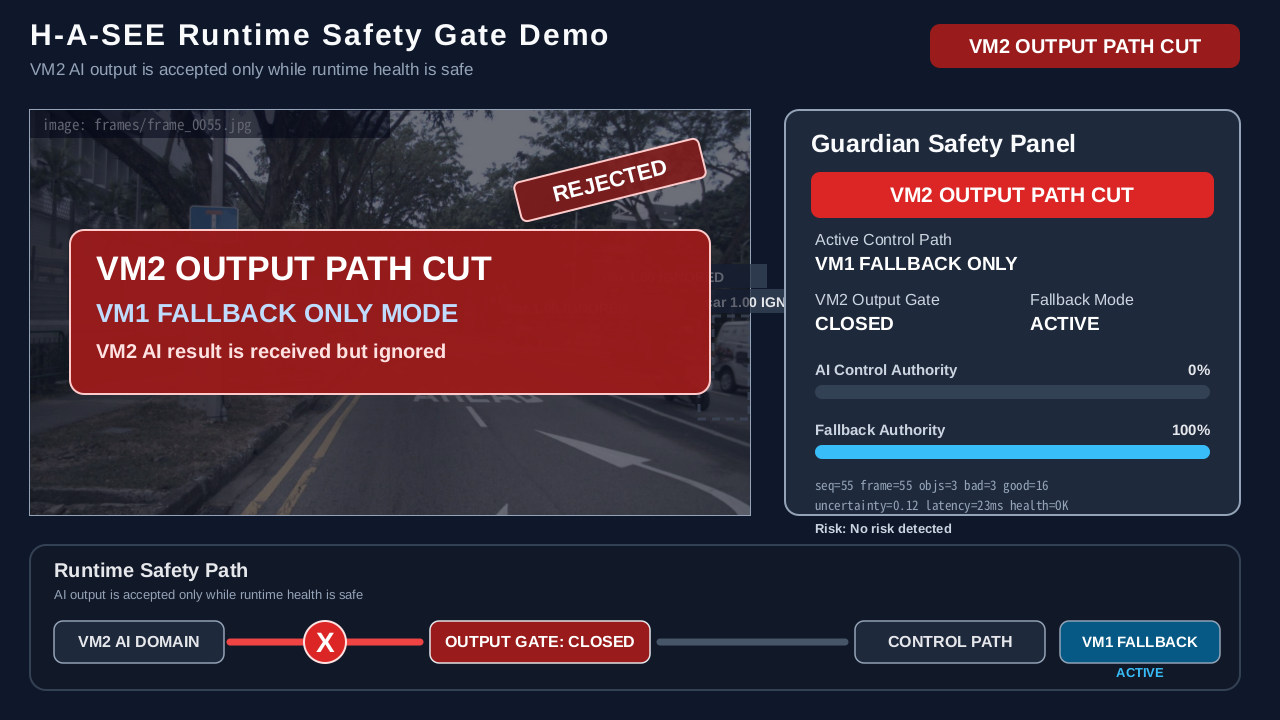 H-A-SEE Runtime Safety Gate Demo
VM2 AI output is accepted only while runtime health is safe
VM2 OUTPUT PATH CUT
image: frames/frame_0055.jpg
REJECTED
VM2 OUTPUT PATH CUT
VM1 FALLBACK ONLY MODE
VM2 AI result is received but ignored
car 1.00 IGN
Guardian Safety Panel
VM2 OUTPUT PATH CUT
Active Control Path
VM1 FALLBACK ONLY
VM2 Output Gate
CLOSED
Fallback Mode
ACTIVE
AI Control Authority 0%
Fallback Authority 100%
seq=55 frame=55 objs=3 bad=3 good=16
uncertainty=0.12 latency=23ms health=OK
Risk: No risk detected
Runtime Safety Path
AI output is accepted only while runtime health is safe
VM2 AI DOMAIN
X
OUTPUT GATE: CLOSED
CONTROL PATH
VM1 FALLBACK
ACTIVE